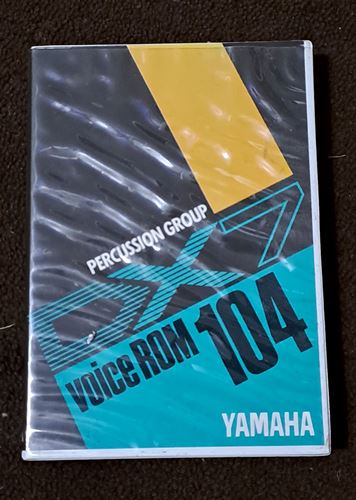 PERCUSSION GROUP
DX7
voice ROM 104
YAMAHA